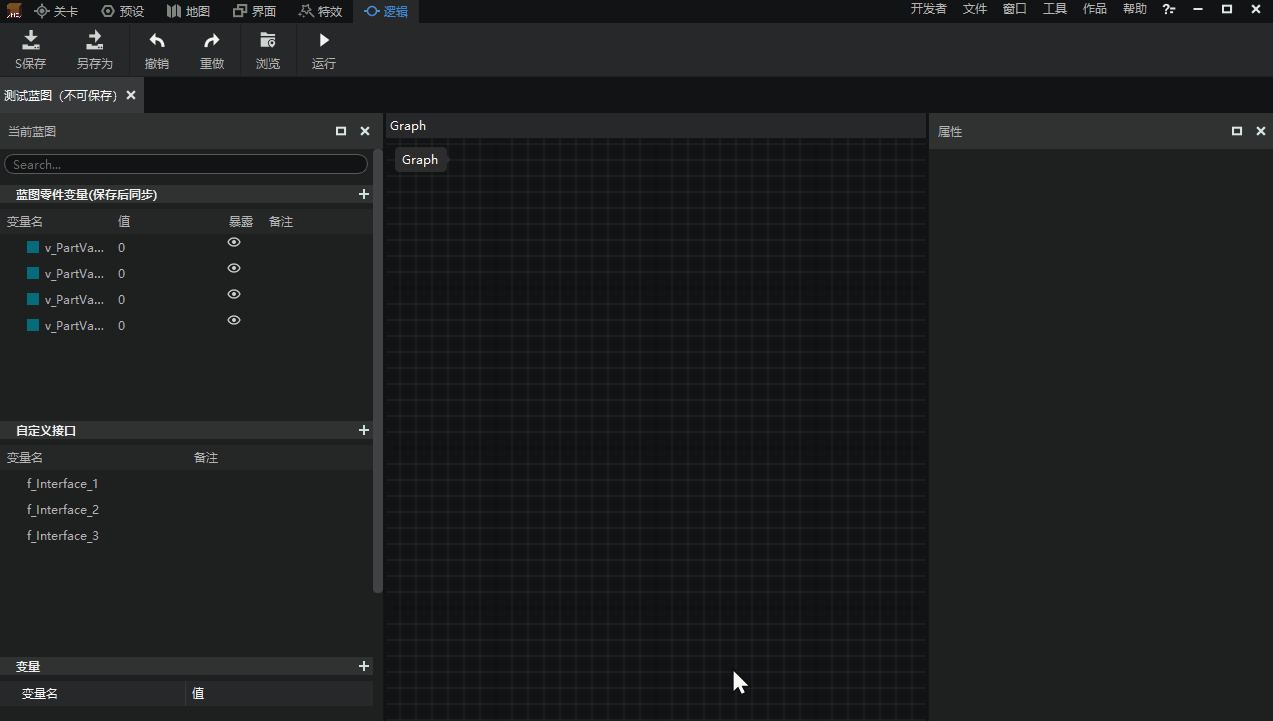 关卡 预设 地图 界面 特效 逻辑 开发者 文件 窗口 工具 作品 帮助
S保存 另存为 撤销 重做 浏览 运行
测试蓝图（不可保存）
当前蓝图
Search...
蓝图零件变量(保存后同步)
变量名 值 暴露 备注
v_PartVa... 0
v_PartVa... 0
v_PartVa... 0
v_PartVa... 0
自定义接口
变量名 备注
f_Interface_1
f_Interface_2
f_Interface_3
变量
变量名 值
Graph
Graph
属性